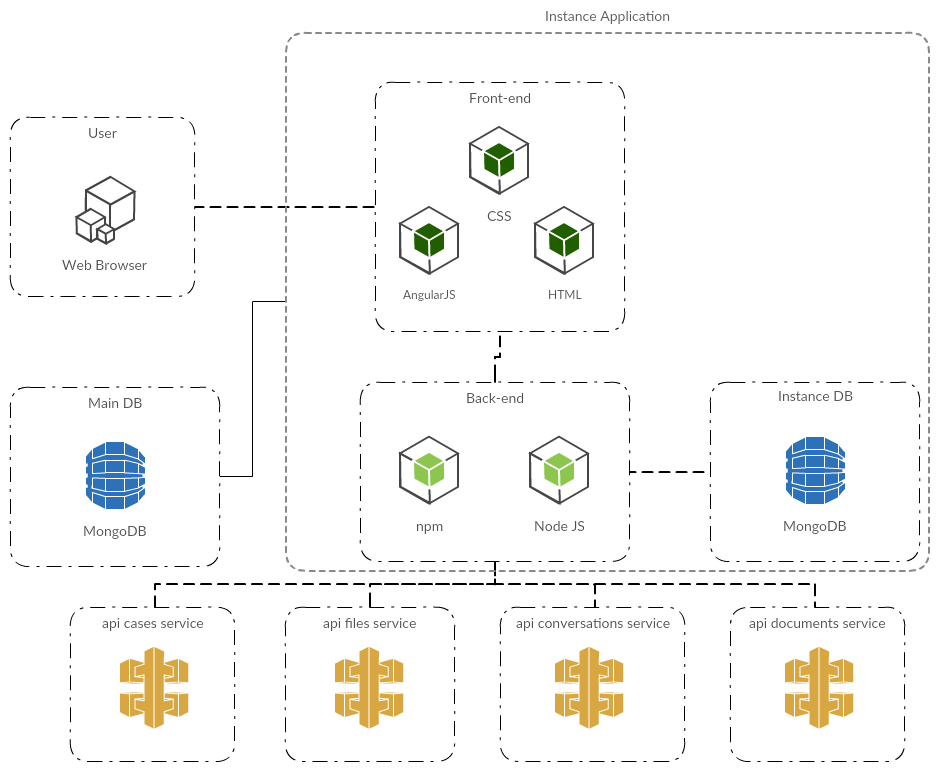 Instance Application
Front-end
User
CSS
Web Browser
AngularJS
HTML
Main DB
Back-end
Instance DB
MongoDB
npm
Node JS
MongoDB
api cases service
api files service
api conversations service
api documents service